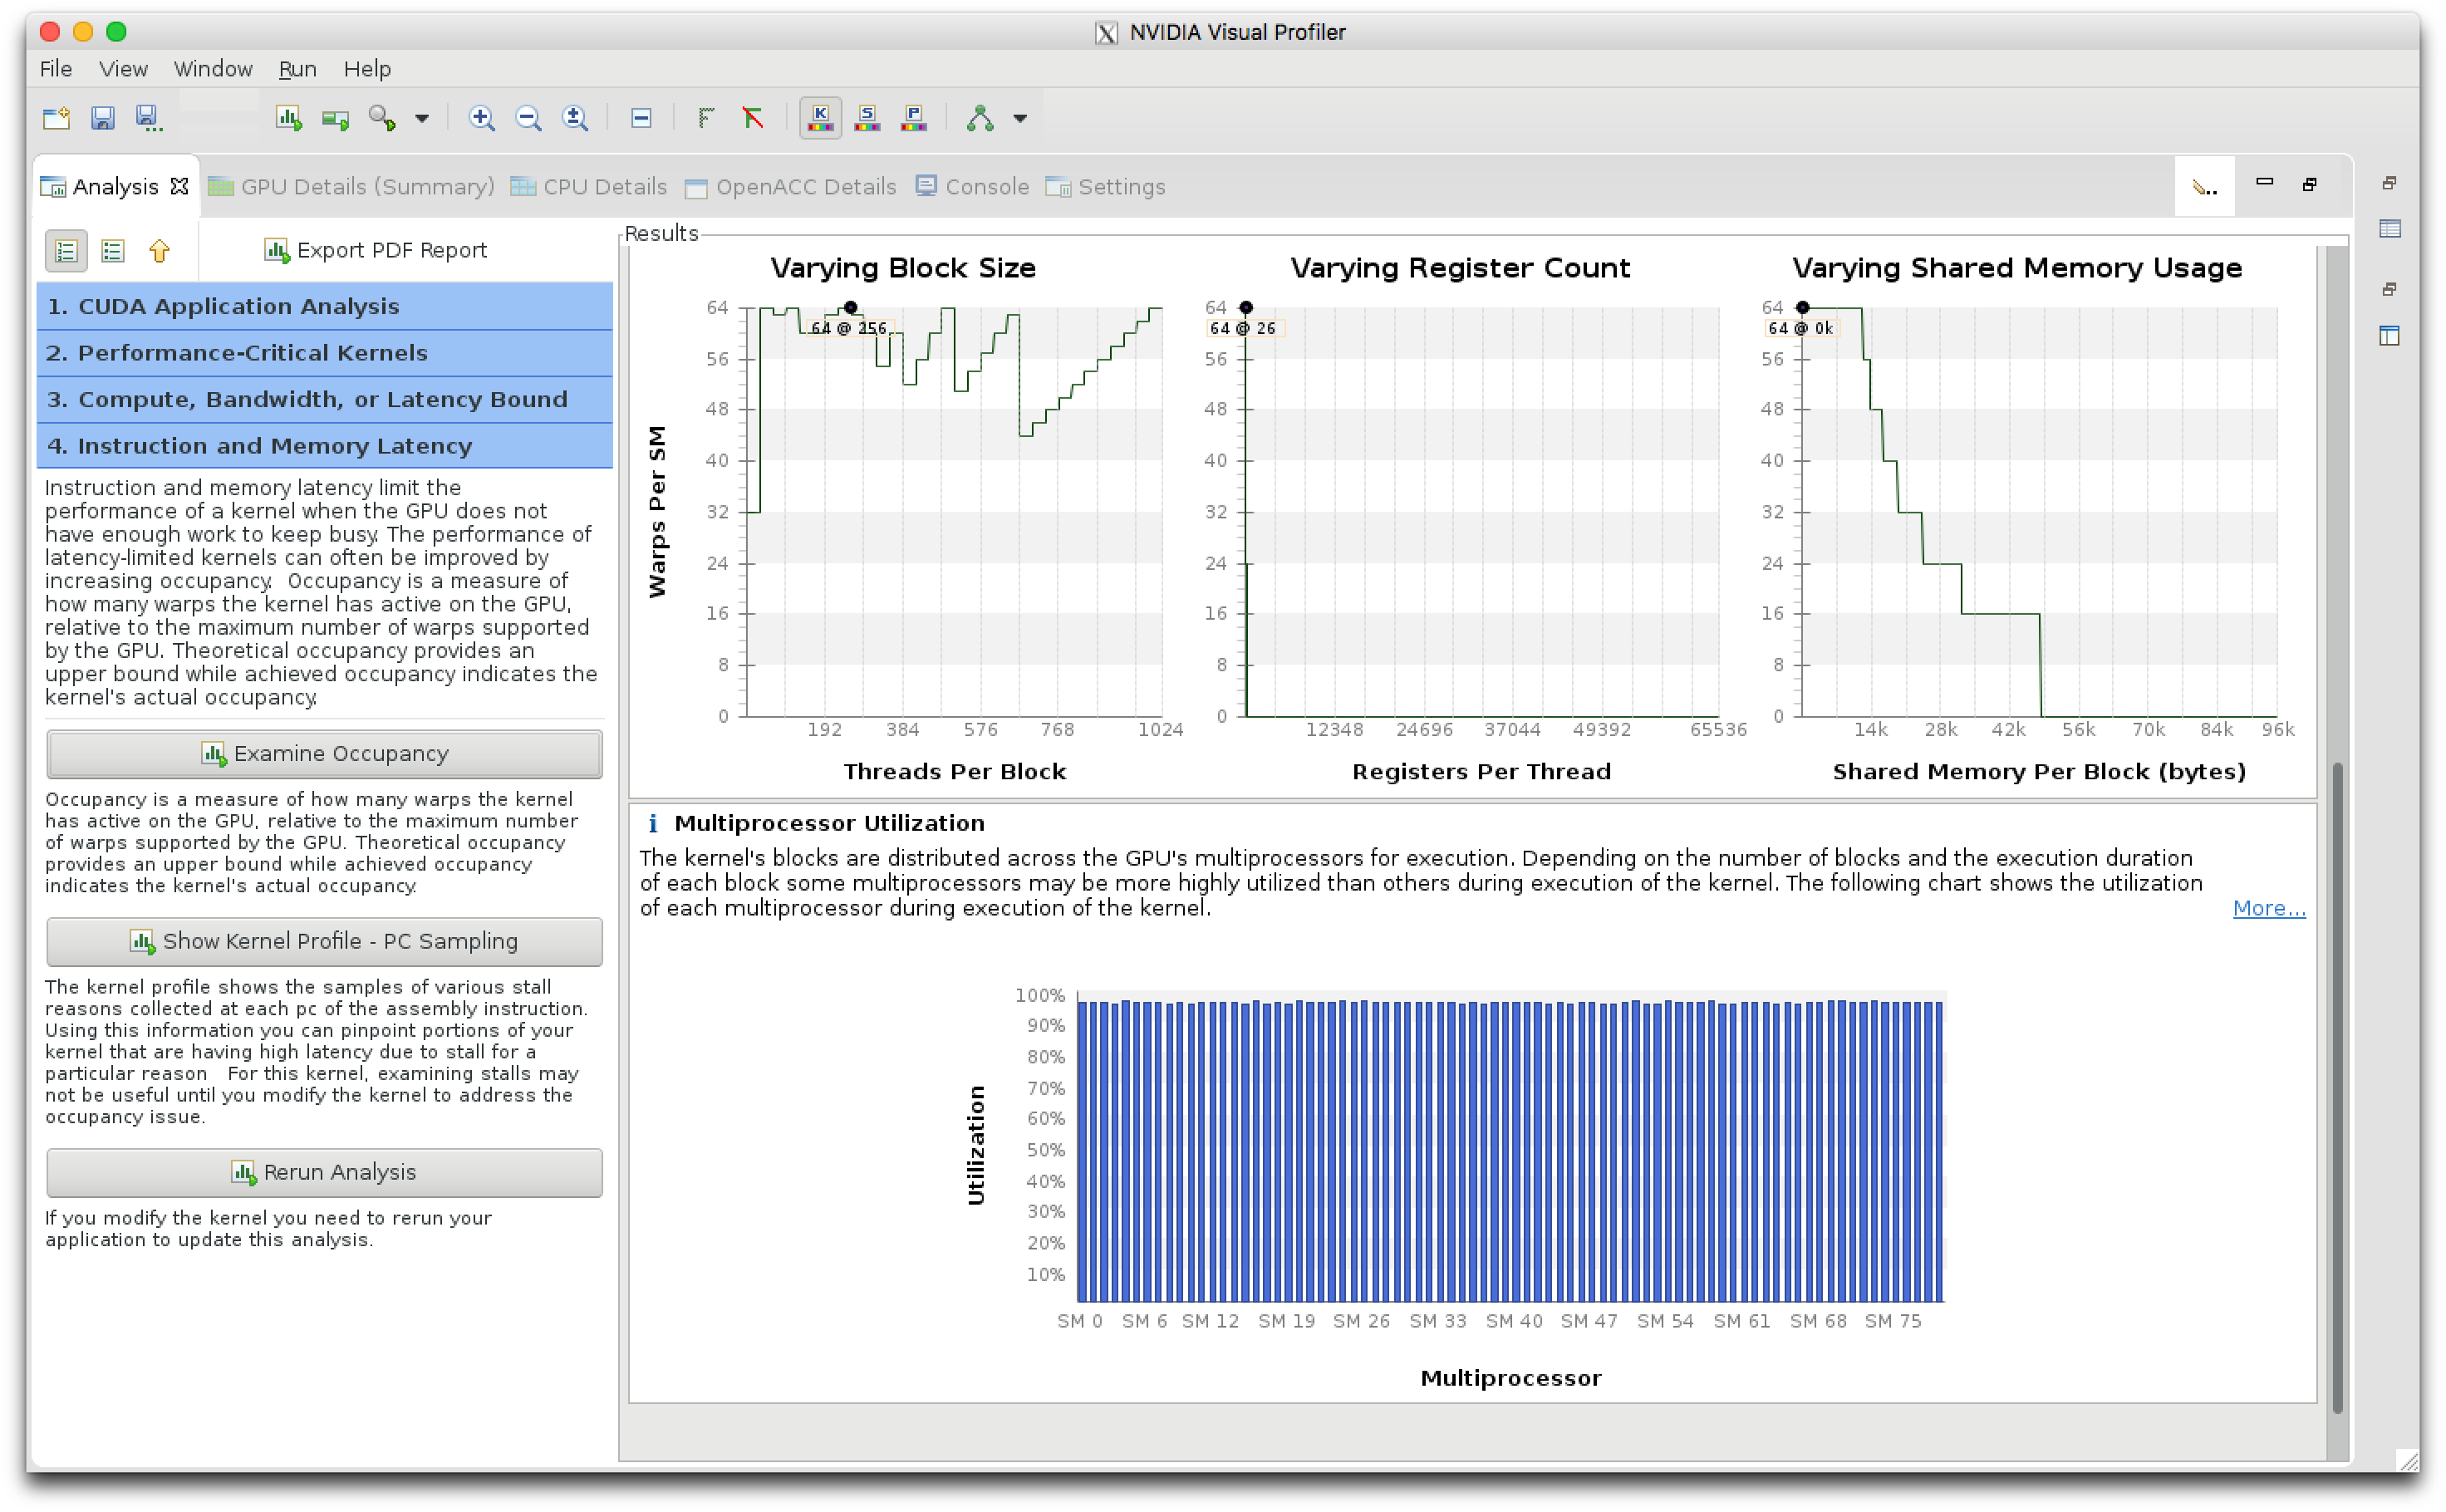 NVIDIA Visual Profiler
File View Window Run Help
Analysis GPU Details (Summary) CPU Details OpenACC Details Console Settings
Export PDF Report
1. CUDA Application Analysis
2. Performance-Critical Kernels
3. Compute, Bandwidth, or Latency Bound
4. Instruction and Memory Latency
Instruction and memory latency limit the
performance of a kernel when the GPU does not
have enough work to keep busy. The performance of
latency-limited kernels can often be improved by
increasing occupancy. Occupancy is a measure of
how many warps the kernel has active on the GPU,
relative to the maximum number of warps supported
by the GPU. Theoretical occupancy provides an
upper bound while achieved occupancy indicates the
kernel's actual occupancy.
Examine Occupancy
Occupancy is a measure of how many warps the kernel
has active on the GPU, relative to the maximum number
of warps supported by the GPU. Theoretical occupancy
provides an upper bound while achieved occupancy
indicates the kernel's actual occupancy.
Show Kernel Profile - PC Sampling
The kernel profile shows the samples of various stall
reasons collected at each pc of the assembly instruction.
Using this information you can pinpoint portions of your
kernel that are having high latency due to stall for a
particular reason For this kernel, examining stalls may
not be useful until you modify the kernel to address the
occupancy issue.
Rerun Analysis
If you modify the kernel you need to rerun your
application to update this analysis.
Results
Varying Block Size
64
56
48
40
32
24
16
8
0
64 @ 256
Warps Per SM
192 384 576 768 1024
Threads Per Block
Varying Register Count
64
56
48
40
32
24
16
8
0
64 @ 26
12348 24696 37044 49392 65536
Registers Per Thread
Varying Shared Memory Usage
64
56
48
40
32
24
16
8
0
64 @ 0k
14k 28k 42k 56k 70k 84k 96k
Shared Memory Per Block (bytes)
i Multiprocessor Utilization
The kernel's blocks are distributed across the GPU's multiprocessors for execution. Depending on the number of blocks and the execution duration
of each block some multiprocessors may be more highly utilized than others during execution of the kernel. The following chart shows the utilization
of each multiprocessor during execution of the kernel.
More...
100%
90%
80%
70%
60%
50%
40%
30%
20%
10%
Utilization
SM 0 SM 6 SM 12 SM 19 SM 26 SM 33 SM 40 SM 47 SM 54 SM 61 SM 68 SM 75
Multiprocessor